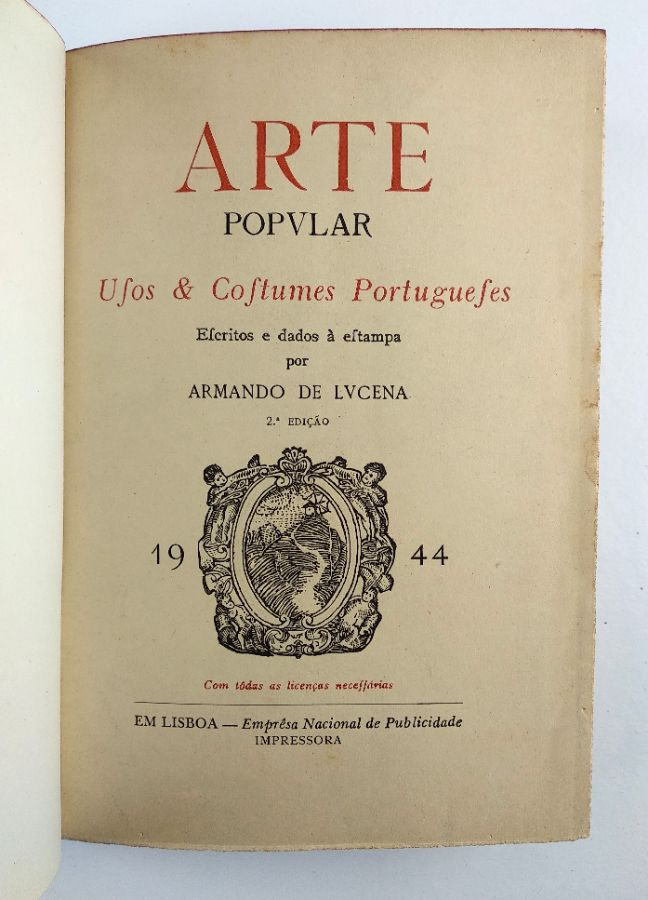 ARTE
POPVLAR
Uſos & Coſtumes Portugueſes
Eſcritos e dados à eſtampa
por
ARMANDO DE LVCENA
2.ª EDIÇÃO
19 44
Com tôdas as licenças neceſſárias
EM LISBOA — Emprêsa Nacional de Publicidade
IMPRESSORA